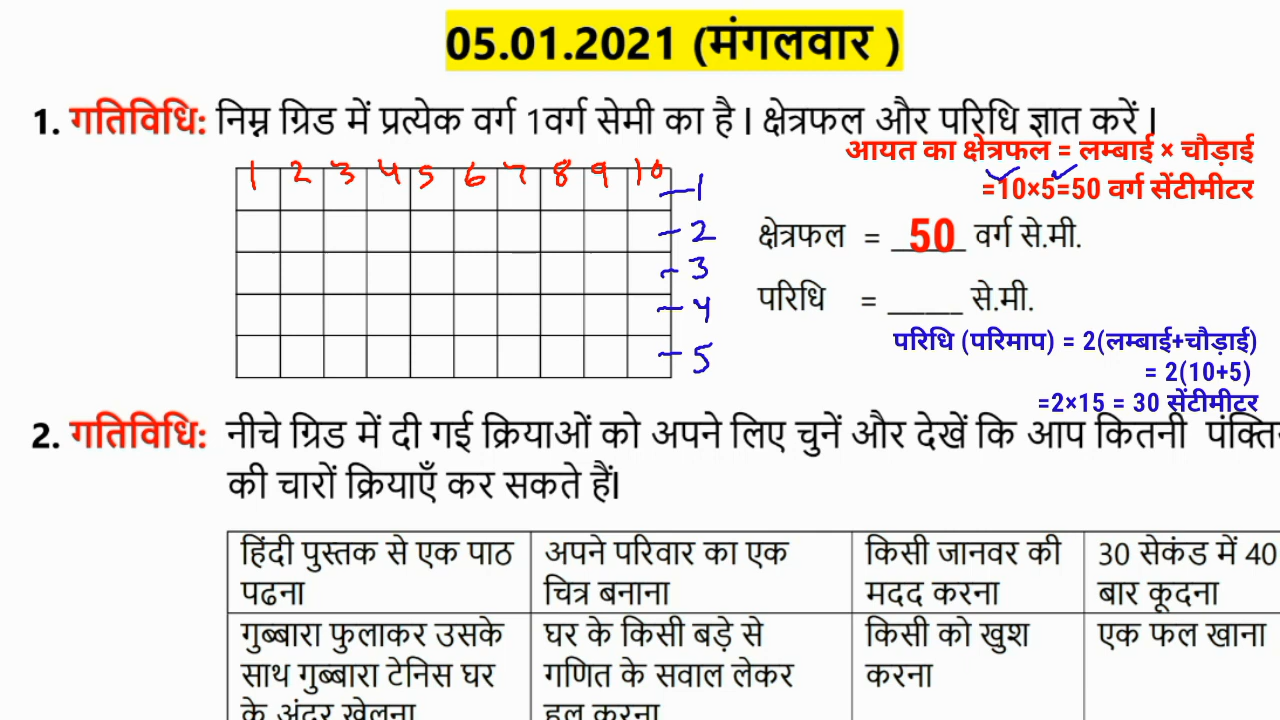 05.01.2021 (मंगलवार )
1. गतिविधि: निम्न ग्रिड में प्रत्येक वर्ग 1वर्ग सेमी का है। क्षेत्रफल और परिधि ज्ञात करें।
आयत का क्षेत्रफल = लम्बाई × चौड़ाई
=10×5=50 वर्ग सेंटीमीटर
1 2 3 4 5 6 7 8 9 10
-1
-2
-3
-4
-5
क्षेत्रफल = 50 वर्ग से.मी.
परिधि = _____ से.मी.
परिधि (परिमाप) = 2(लम्बाई+चौड़ाई)
= 2(10+5)
=2×15 = 30 सेंटीमीटर
2. गतिविधि: नीचे ग्रिड में दी गई क्रियाओं को अपने लिए चुनें और देखें कि आप कितनी
की चारों क्रियाएँ कर सकते हैं।
हिंदी पुस्तक से एक पाठ
पढना
अपने परिवार का एक
चित्र बनाना
किसी जानवर की
मदद करना
30 सेकंड में 40
बार कूदना
गुब्बारा फुलाकर उसके
साथ गुब्बारा टेनिस घर
के अंदर खेलना
घर के किसी बड़े से
गणित के सवाल लेकर
हल करना
किसी को खुश
करना
एक फल खाना